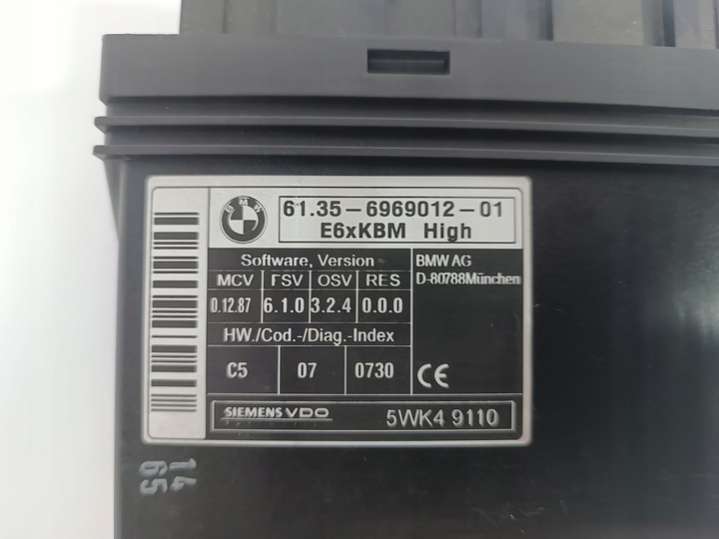 BMW
61.35-6969012-01
E6xKBM High
Software, Version
MCV FSV OSV RES
0.12.87 6.1.0 3.2.4 0.0.0
HW./Cod.-/Diag.-Index
C5 07 0730
BMW AG
D-80788München
CE
SIEMENS VDO 5WK4 9110
14
65